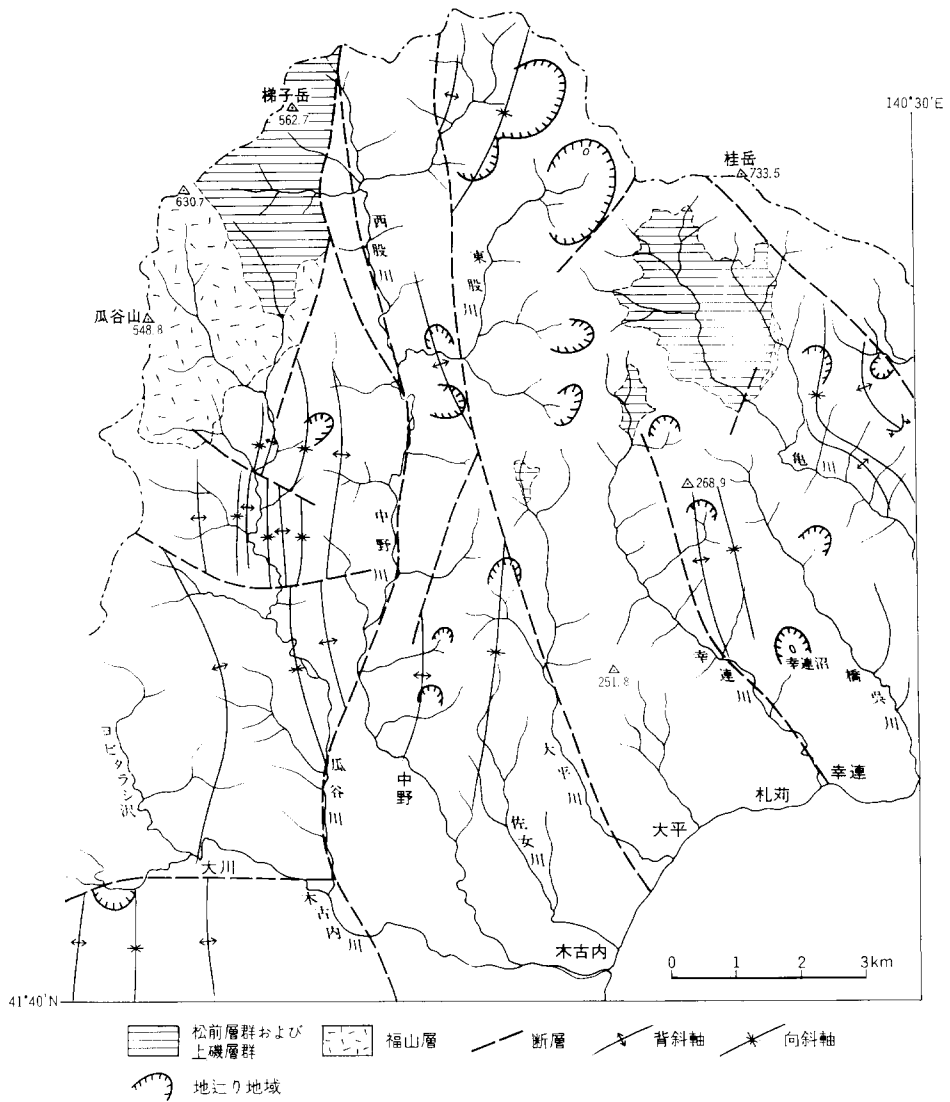 140°30′E
梯子岳
562.7
桂岳
733.5
630.7
西股川
東股川
瓜谷山
548.8
亀川
268.9
中野川
幸連川
幸連沼
251.8
橋呉川
ヨビタラシ沢
瓜谷川
中野
大平川
幸連
札苅
佐女川
大平
大川
木古内川
木古内
0 1 2 3km
41°40′N
松前層群および
上磯層群
福山層
断層
背斜軸
向斜軸
地辷り地域